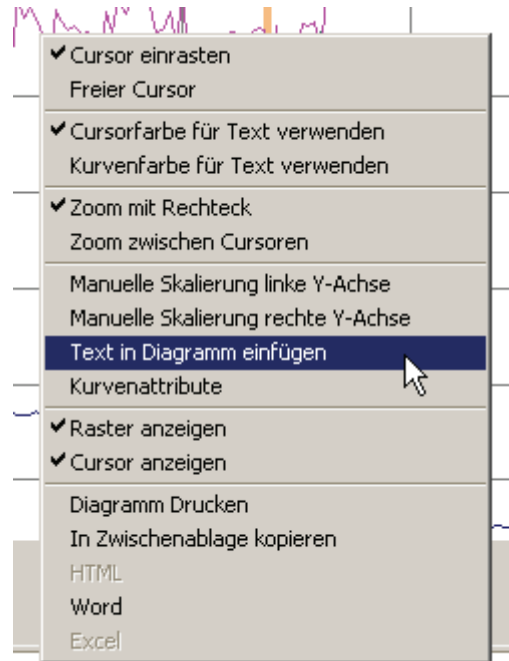 Cursor einrasten
Freier Cursor
Cursorfarbe für Text verwenden
Kurvenfarbe für Text verwenden
Zoom mit Rechteck
Zoom zwischen Cursoren
Manuelle Skalierung linke Y-Achse
Manuelle Skalierung rechte Y-Achse
Text in Diagramm einfügen
Kurvenattribute
Raster anzeigen
Cursor anzeigen
Diagramm Drucken
In Zwischenablage kopieren
HTML
Word
Excel